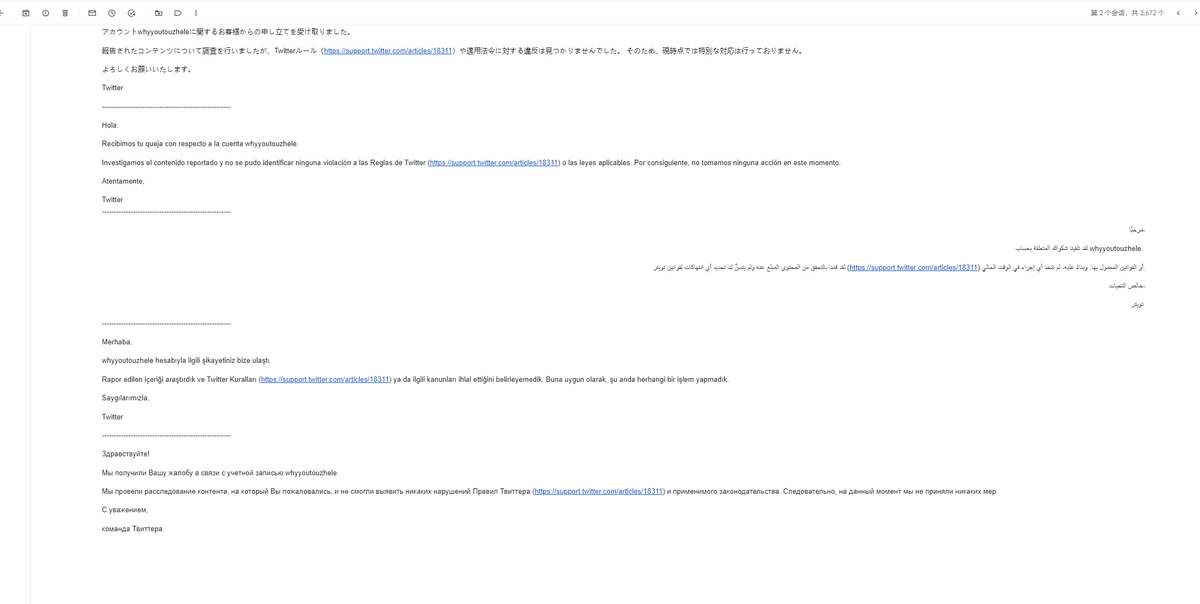 第 2 个会话，共 2,672 个
アカウントwhyyoutouzheleに関するお客様からの申し立てを受け取りました。
報告されたコンテンツについて調査を行いましたが、Twitterルール（https://support.twitter.com/articles/18311）や適用法令に対する違反は見つかりませんでした。 そのため、現時点では特別な対応は行っておりません。
よろしくお願いいたします。
Twitter
------------------------------------------------------
Hola:
Recibimos tu queja con respecto a la cuenta whyyoutouzhele.
Investigamos el contenido reportado y no se pudo identificar ninguna violación a las Reglas de Twitter (https://support.twitter.com/articles/18311) o las leyes aplicables. Por consiguiente, no tomamos ninguna acción en este momento.
Atentamente,
Twitter
------------------------------------------------------
مرحبًا،
لقد تلقينا شكواك المتعلقة بحساب whyyoutouzhele.
لقد قمنا بالتحقق من المحتوى المبلغ عنه ولم يتسنَّ لنا تحديد أي انتهاكات لقوانين تويتر (https://support.twitter.com/articles/18311) أو القوانين المعمول بها. وبناءً عليه، لم نتخذ أي إجراء في الوقت الحالي.
خالص التحيات،
تويتر
------------------------------------------------------
Merhaba,
whyyoutouzhele hesabıyla ilgili şikayetiniz bize ulaştı.
Rapor edilen içeriği araştırdık ve Twitter Kuralları (https://support.twitter.com/articles/18311) ya da ilgili kanunları ihlal ettiğini belirleyemedik. Buna uygun olarak, şu anda herhangi bir işlem yapmadık.
Saygılarımızla,
Twitter
------------------------------------------------------
Здравствуйте!
Мы получили Вашу жалобу в связи с учетной записью whyyoutouzhele.
Мы провели расследование контента, на который Вы пожаловались, и не смогли выявить никаких нарушений Правил Твиттера (https://support.twitter.com/articles/18311) и применимого законодательства. Следовательно, на данный момент мы не приняли никаких мер.
С уважением,
команда Твиттера